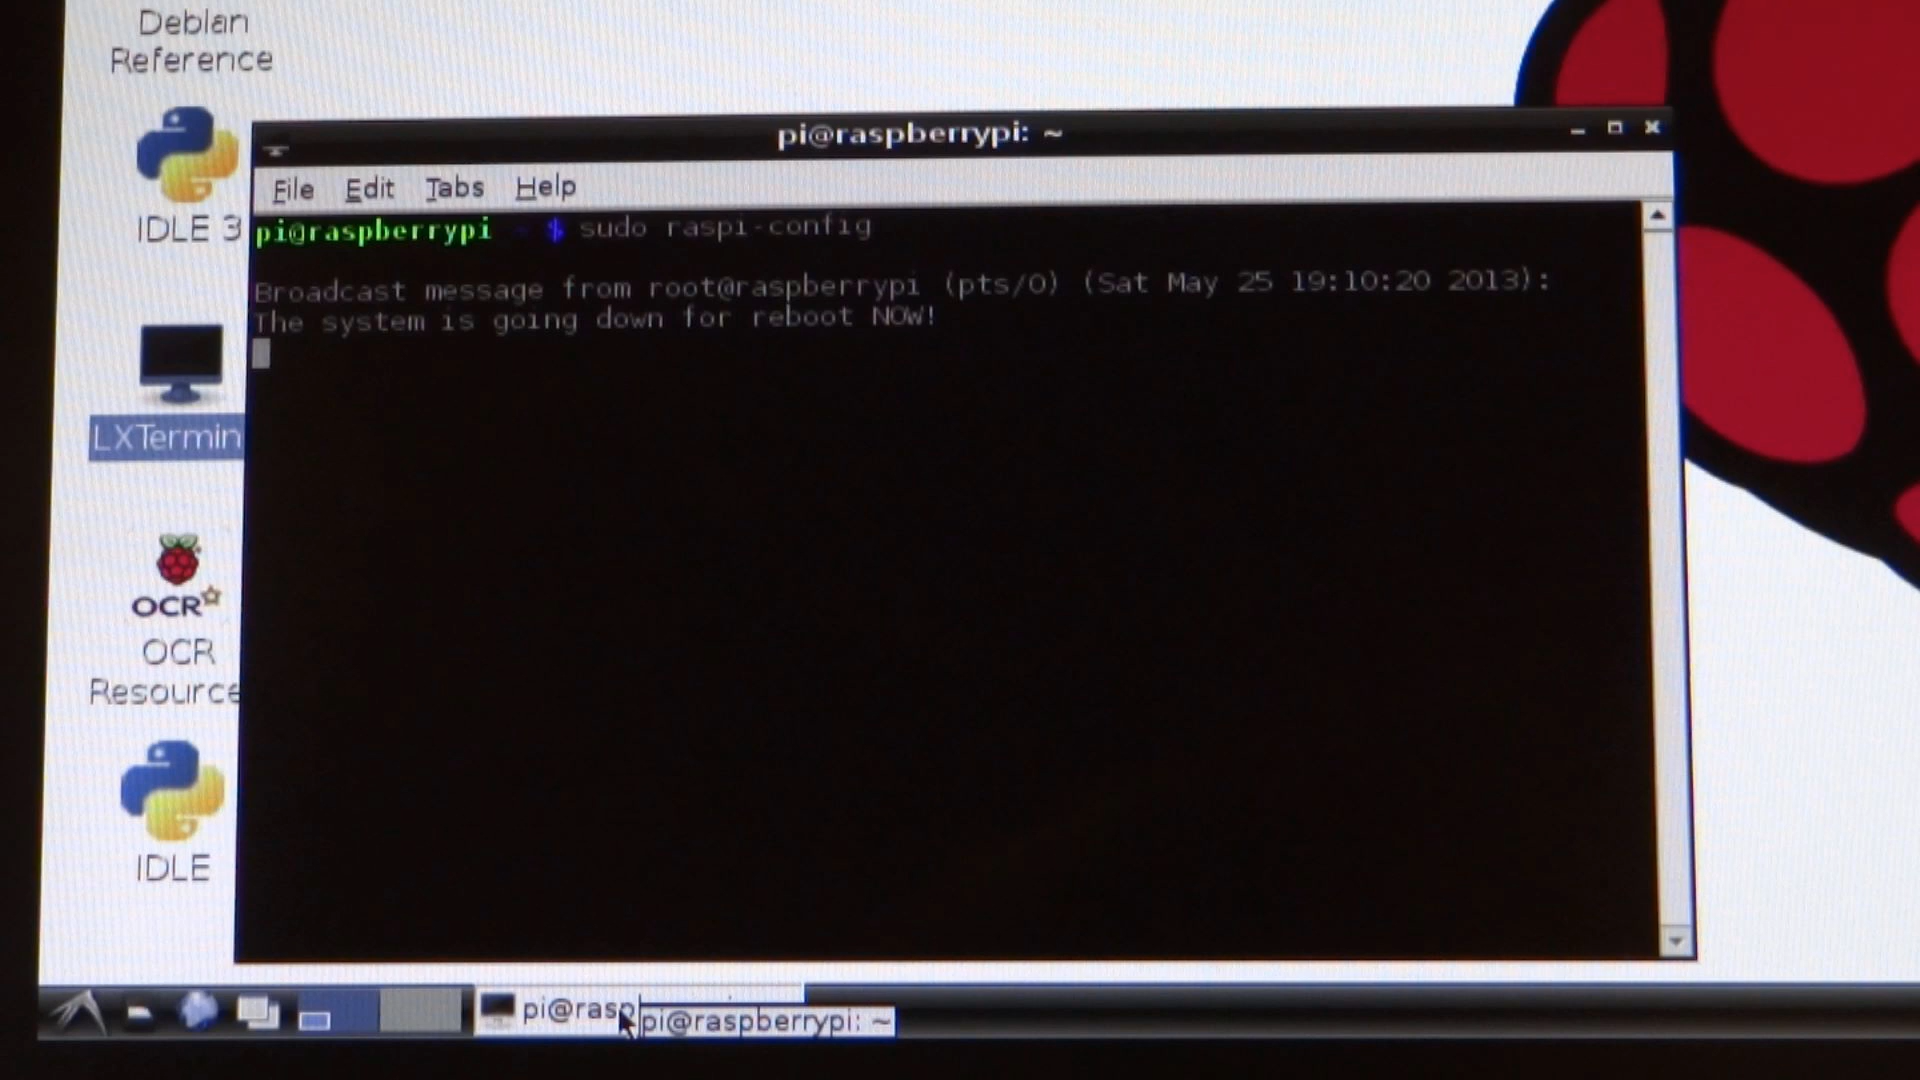 Debian
Reference
pi@raspberrypi: ~
File Edit Tabs Help
IDLE 3
pi@raspberrypi ~ $ sudo raspi-config
Broadcast message from root@raspberrypi (pts/0) (Sat May 25 19:10:20 2013):
The system is going down for reboot NOW!
LXTermin
OCR
OCR
Resource
IDLE
pi@rasp
pi@raspberrypi: ~